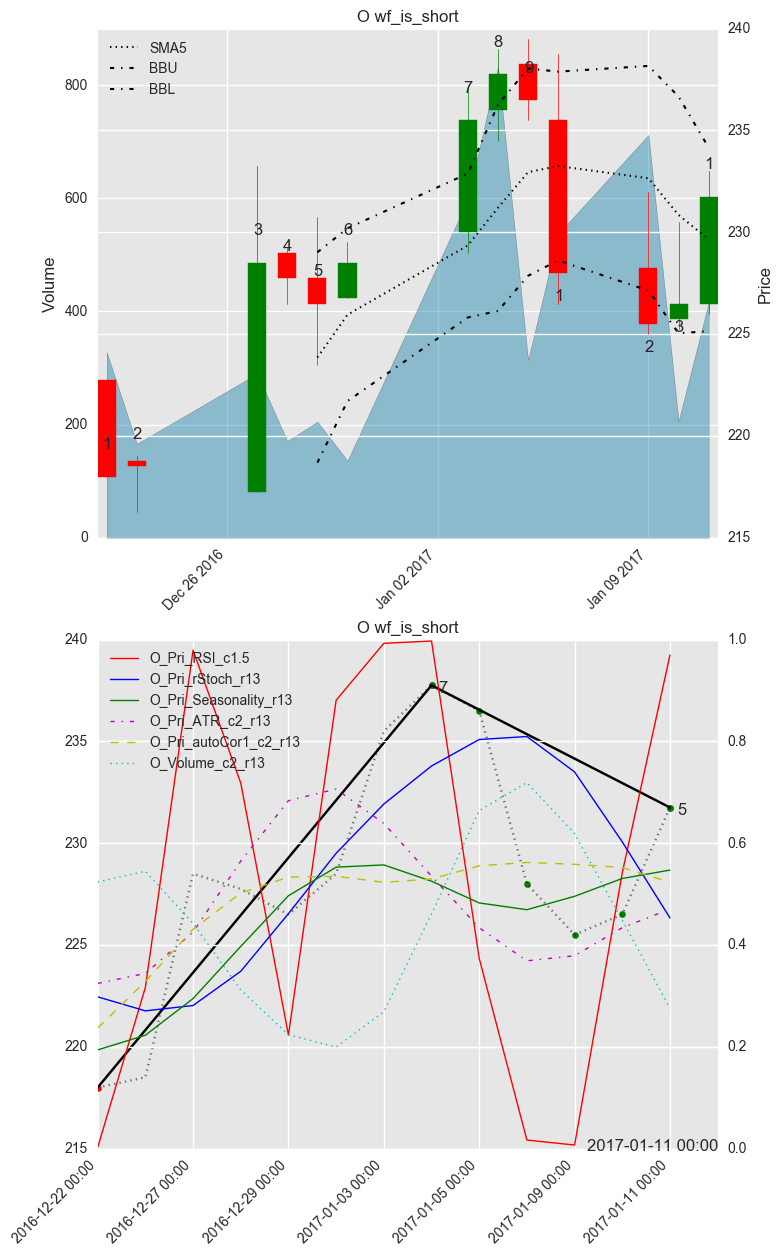 O wf_is_short
SMA5
BBU
BBL
Volume
800
600
400
200
0
240
235
230
225
220
215
Price
1
2
3
4
5
6
7
8
9
1
2
3
1
Dec 26 2016
Jan 02 2017
Jan 09 2017
O wf_is_short
O_Pri_RSI_c1.5
O_Pri_rStoch_r13
O_Pri_Seasonality_r13
O_Pri_ATR_c2_r13
O_Pri_autoCor1_c2_r13
O_Volume_c2_r13
240
235
230
225
220
215
1.0
0.8
0.6
0.4
0.2
0.0
7
5
2017-01-11 00:00
2016-12-22 00:00
2016-12-27 00:00
2016-12-29 00:00
2017-01-03 00:00
2017-01-05 00:00
2017-01-09 00:00
2017-01-11 00:00